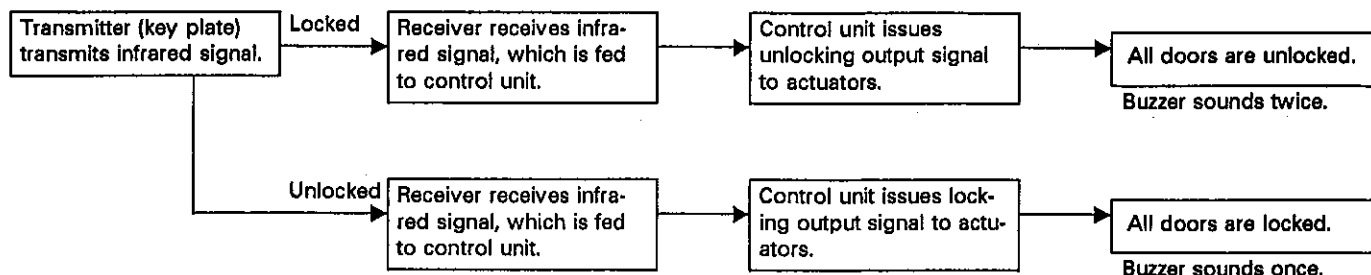 Transmitter (key plate)
transmits infrared signal.
Locked
Receiver receives infra-
red signal, which is fed
to control unit.
Control unit issues
unlocking output signal
to actuators.
All doors are unlocked.
Buzzer sounds twice.
Unlocked
Receiver receives infra-
red signal, which is fed
to control unit.
Control unit issues lock-
ing output signal to actu-
ators.
All doors are locked.
Buzzer sounds once.